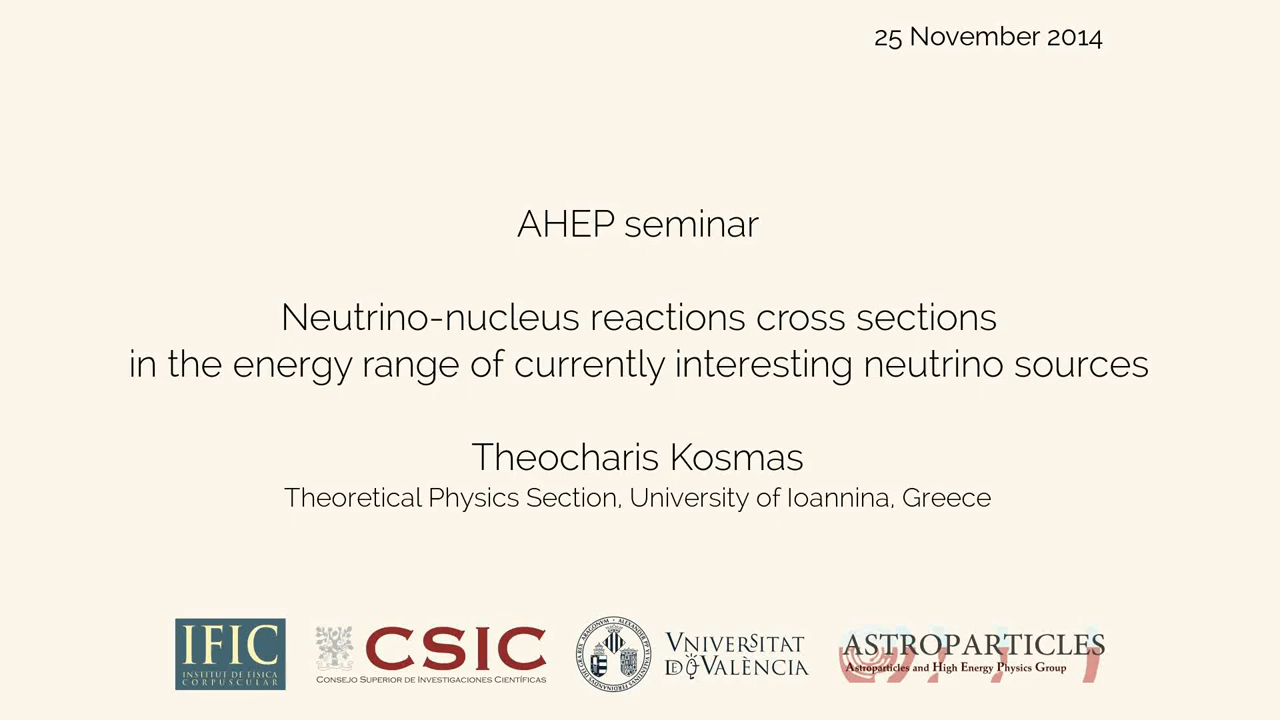 25 November 2014
AHEP seminar
Neutrino-nucleus reactions cross sections
in the energy range of currently interesting neutrino sources
Theocharis Kosmas
Theoretical Physics Section, University of Ioannina, Greece
IFIC
INSTITUT DE FÍSICA
CORPUSCULAR
CSIC
CONSEJO SUPERIOR DE INVESTIGACIONES CIENTÍFICAS
VNIVERSITAT
D VALÈNCIA
ASTROPARTICLES
Astroparticles and High Energy Physics Group